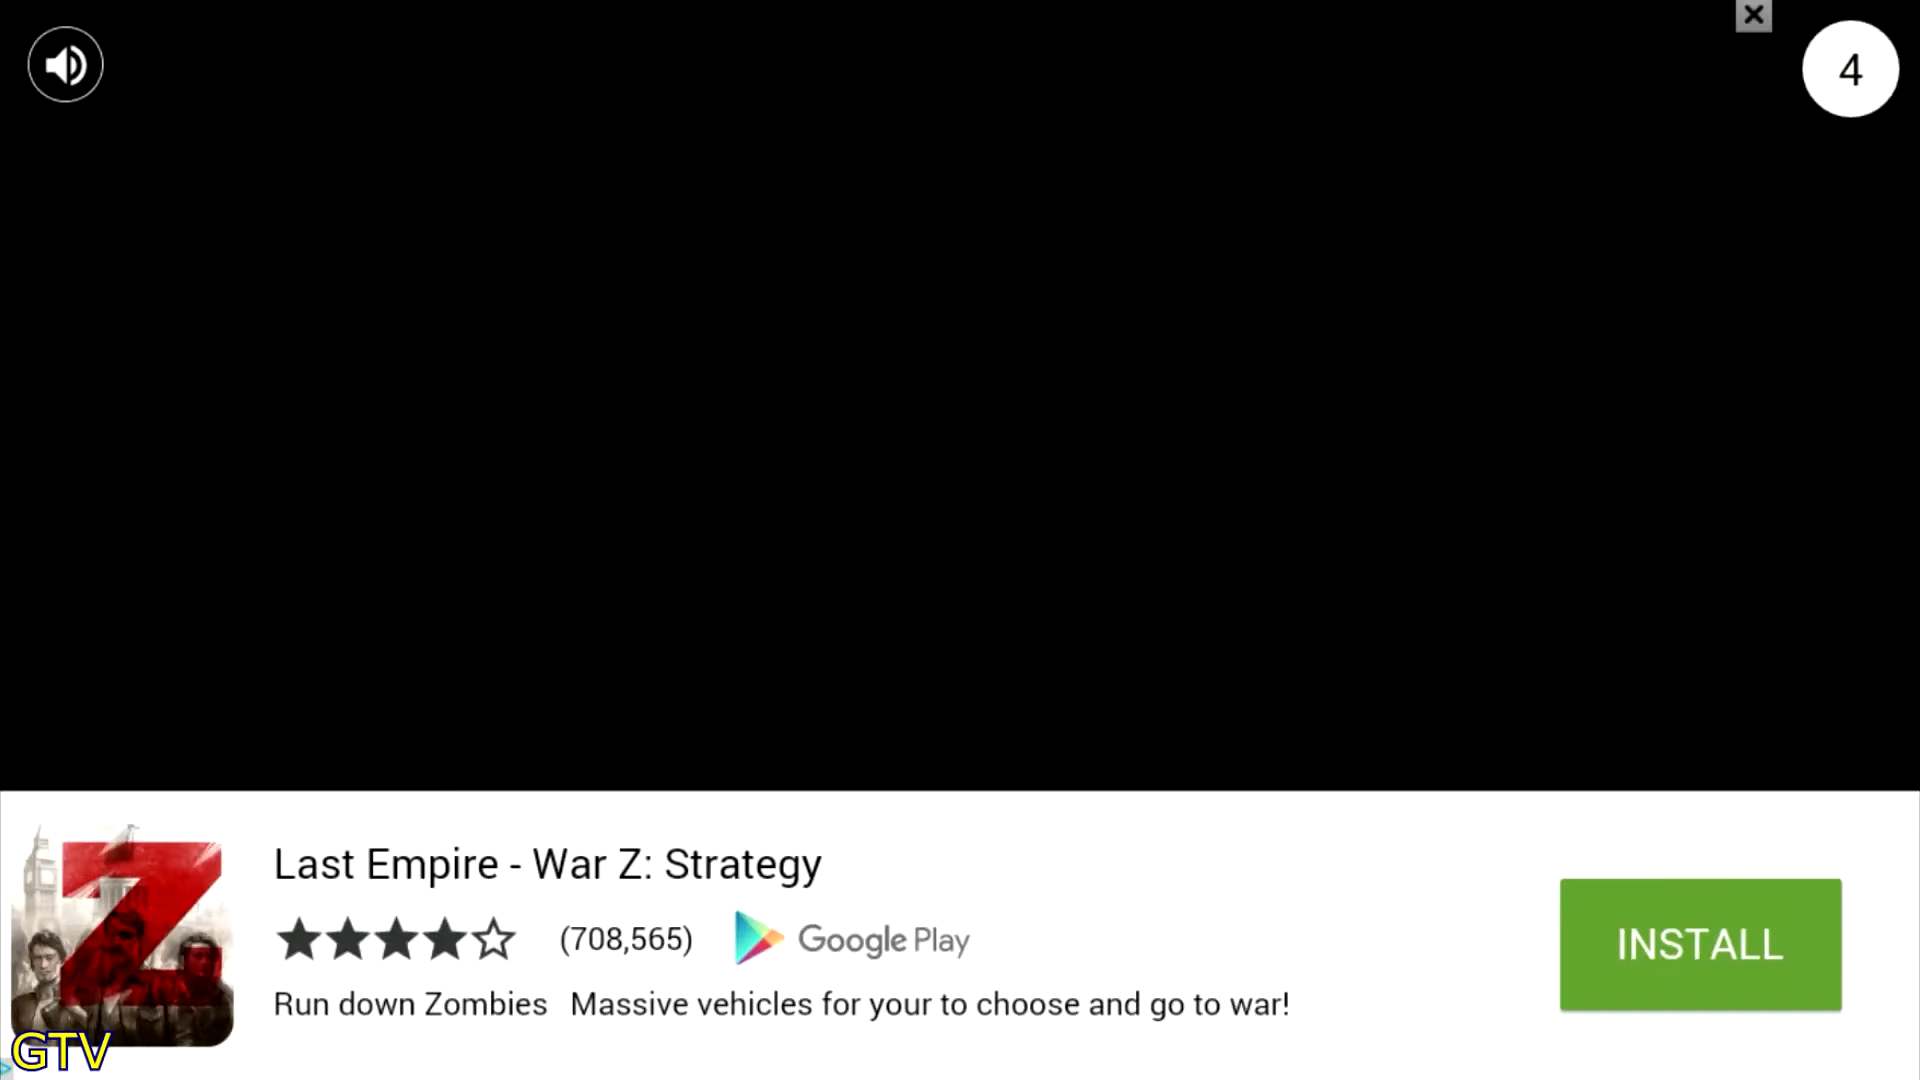 4
Last Empire - War Z: Strategy
(708,565) Google Play
Run down Zombies Massive vehicles for your to choose and go to war!
INSTALL
Z
GTV